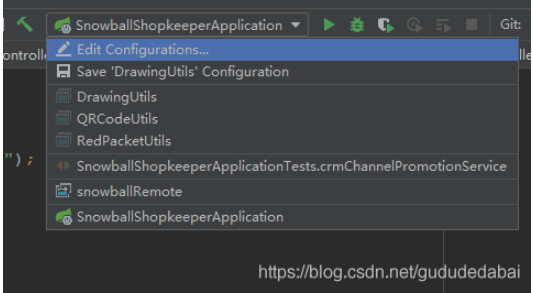 SnowballShopkeeperApplication
Git:
ontrolle
Edit Configurations...
lle
Save 'DrawingUtils' Configuration
DrawingUtils
QRCodeUtils
RedPacketUtils
");
SnowballShopkeeperApplicationTests.crmChannelPromotionService
snowballRemote
SnowballShopkeeperApplication
https://blog.csdn.net/gududedabai